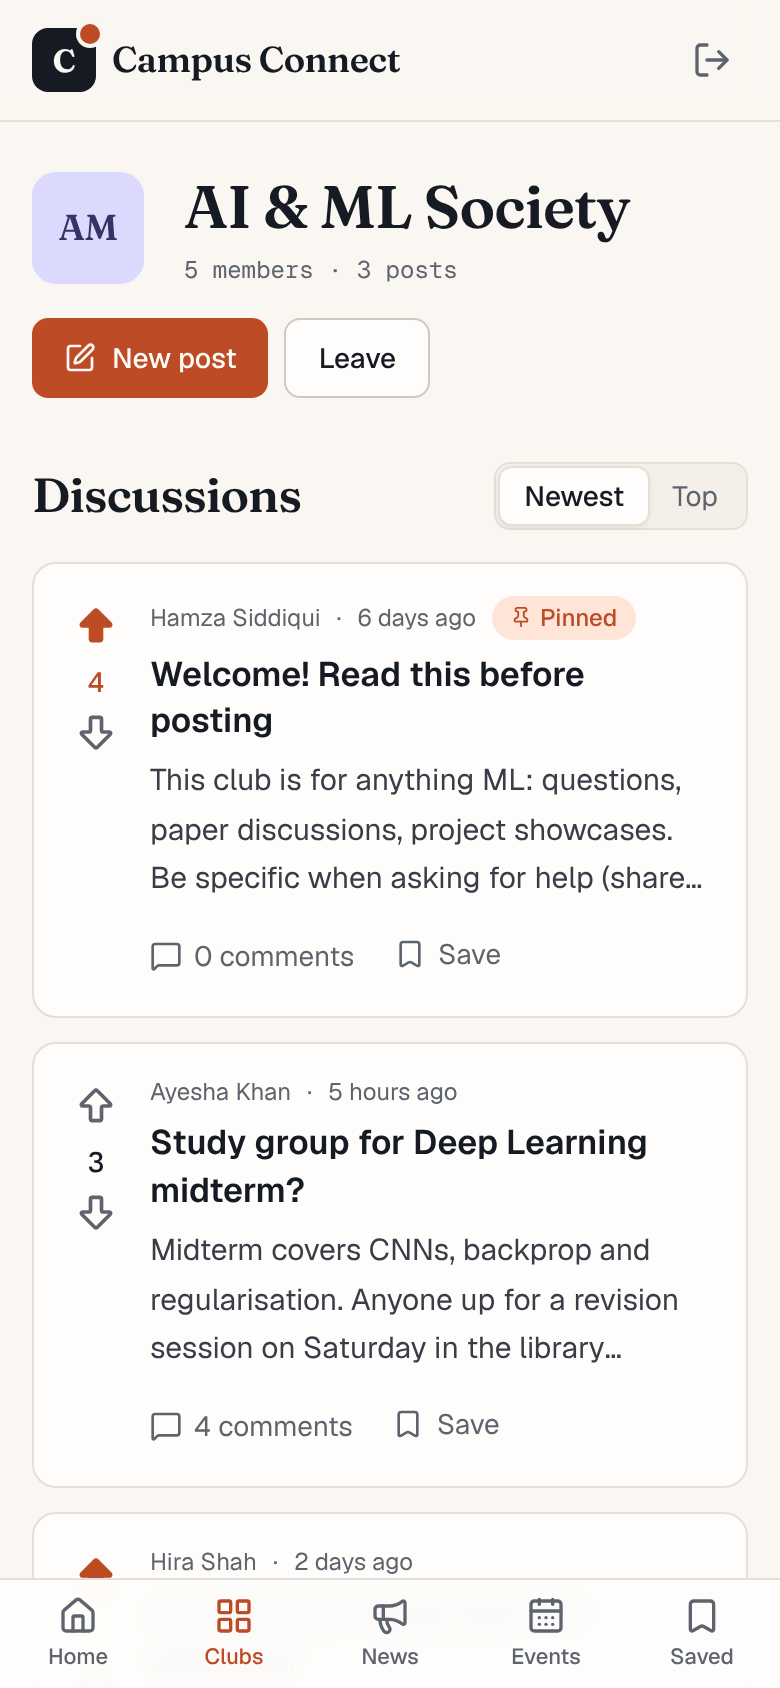 C
Campus Connect
AM
AI & ML Society
5 members · 3 posts
New post
Leave
Discussions
Newest
Top
Hamza Siddiqui · 6 days ago
Pinned
4
Welcome! Read this before
posting
This club is for anything ML: questions,
paper discussions, project showcases.
Be specific when asking for help (share...
0 comments
Save
Ayesha Khan · 5 hours ago
3
Study group for Deep Learning
midterm?
Midterm covers CNNs, backprop and
regularisation. Anyone up for a revision
session on Saturday in the library...
4 comments
Save
Hira Shah · 2 days ago
Home
Clubs
News
Events
Saved